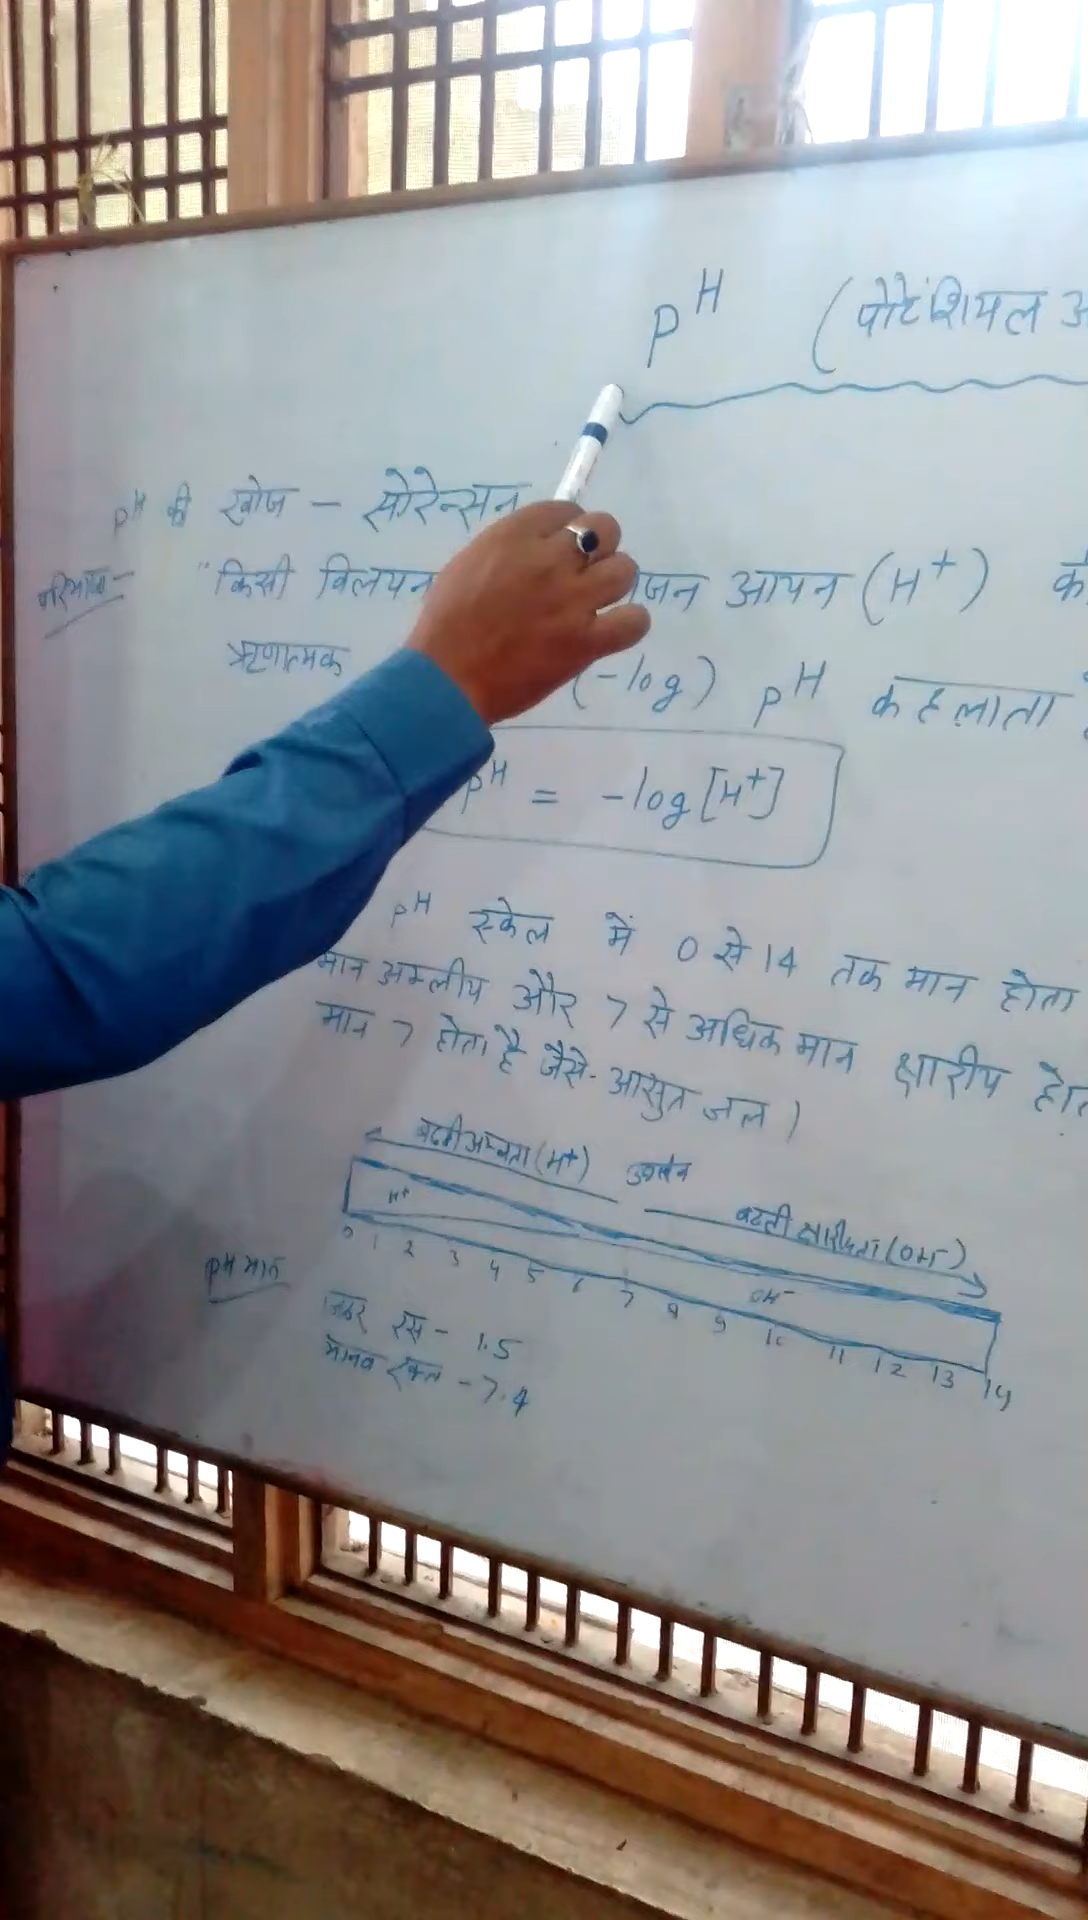 pH (पोटेंशियल
pH की खोज - सोरेन्सन
परिभाषा- "किसी विलयन जन आयन (H+) के
ऋणात्मक (-log) pH कहलाता
pH = -log[H+]
pH स्केल में 0 से 14 तक मान होता
मान अम्लीय और 7 से अधिक मान क्षारीय होत
मान 7 होता है जैसे- आसुत जल।
बढ़ती अम्लता (H+) उदासीन
बढती क्षारीयता (OH-)
H+ OH-
0 1 2 3 4 5 6 7 8 9 10 11 12 13 14
pH मान
जठर रस - 1.5
मानव रक्त - 7.4